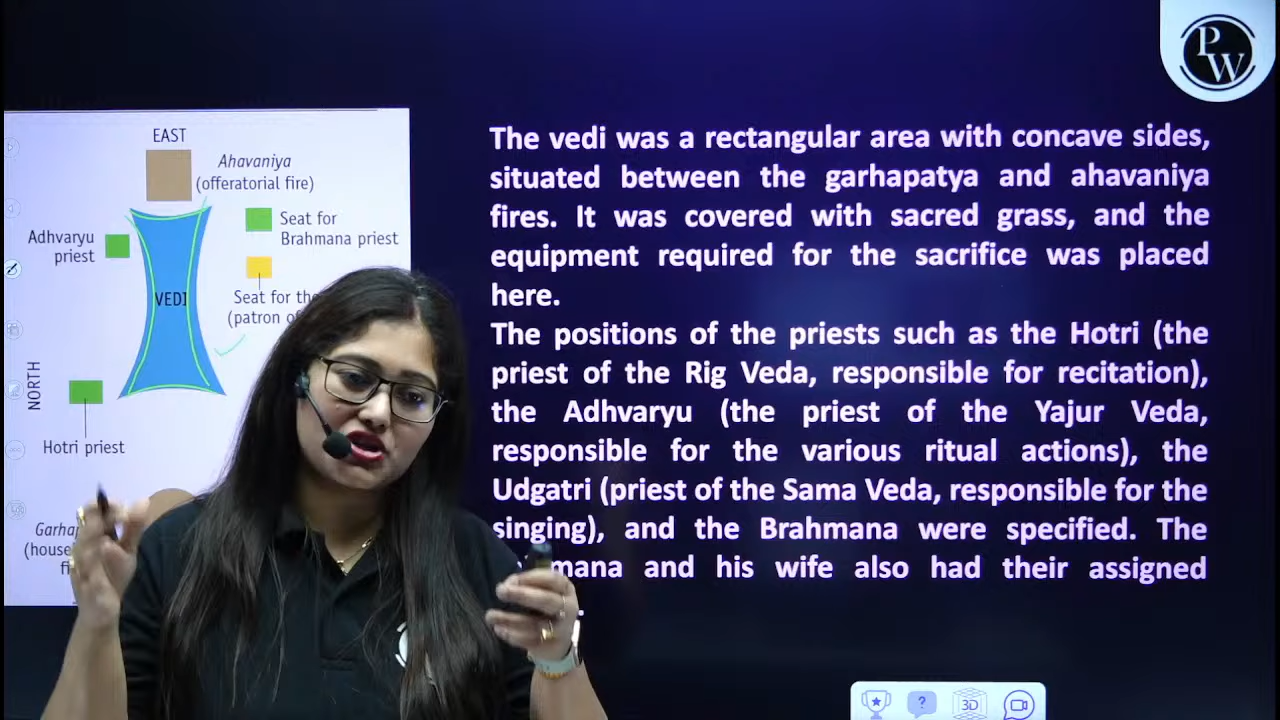 PW
EAST
Ahavaniya
(offeratorial fire)
Seat for
Brahmana priest
Adhvaryu
priest
VEDI
Seat for the
(patron of
NORTH
Hotri priest
(house
The vedi was a rectangular area with concave sides,
situated between the garhapatya and ahavaniya
fires. It was covered with sacred grass, and the
equipment required for the sacrifice was placed
here.
The positions of the priests such as the Hotri (the
priest of the Rig Veda, responsible for recitation),
the Adhvaryu (the priest of the Yajur Veda,
responsible for the various ritual actions), the
Udgatri (priest of the Sama Veda, responsible for the
singing), and the Brahmana were specified. The
and his wife also had their assigned
?
3D